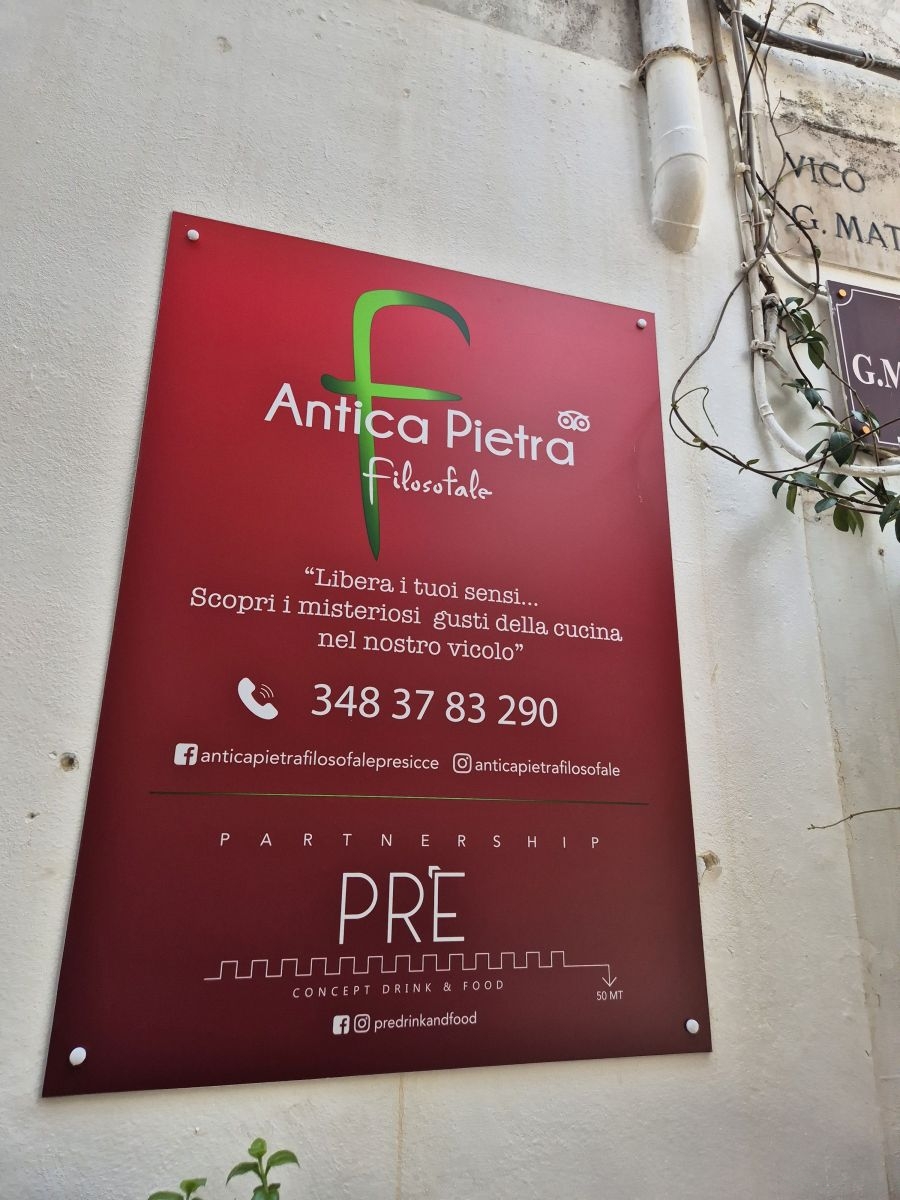 Antica Pietra
filosofale
“Libera i tuoi sensi...
Scopri i misteriosi gusti della cucina
nel nostro vicolo”
348 37 83 290
anticapietrafilosofalepresicce anticapietrafilosofale
PARTNERSHIP
PRÈ
CONCEPT DRINK & FOOD
50 MT
predrinkandfood
VICO
G. MAT
G.M